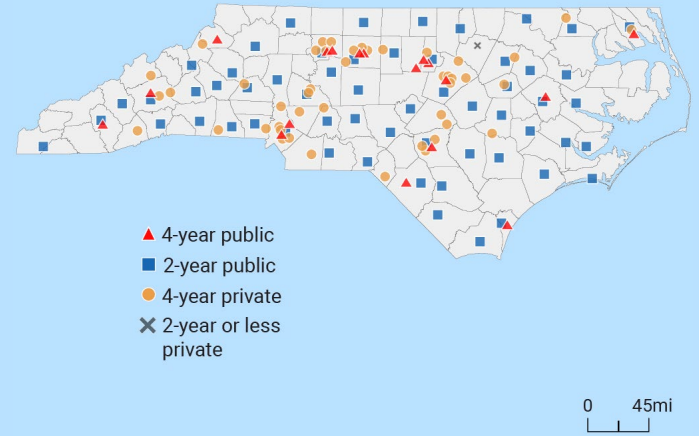 4-year public
2-year public
4-year private
2-year or less
private
0 45mi